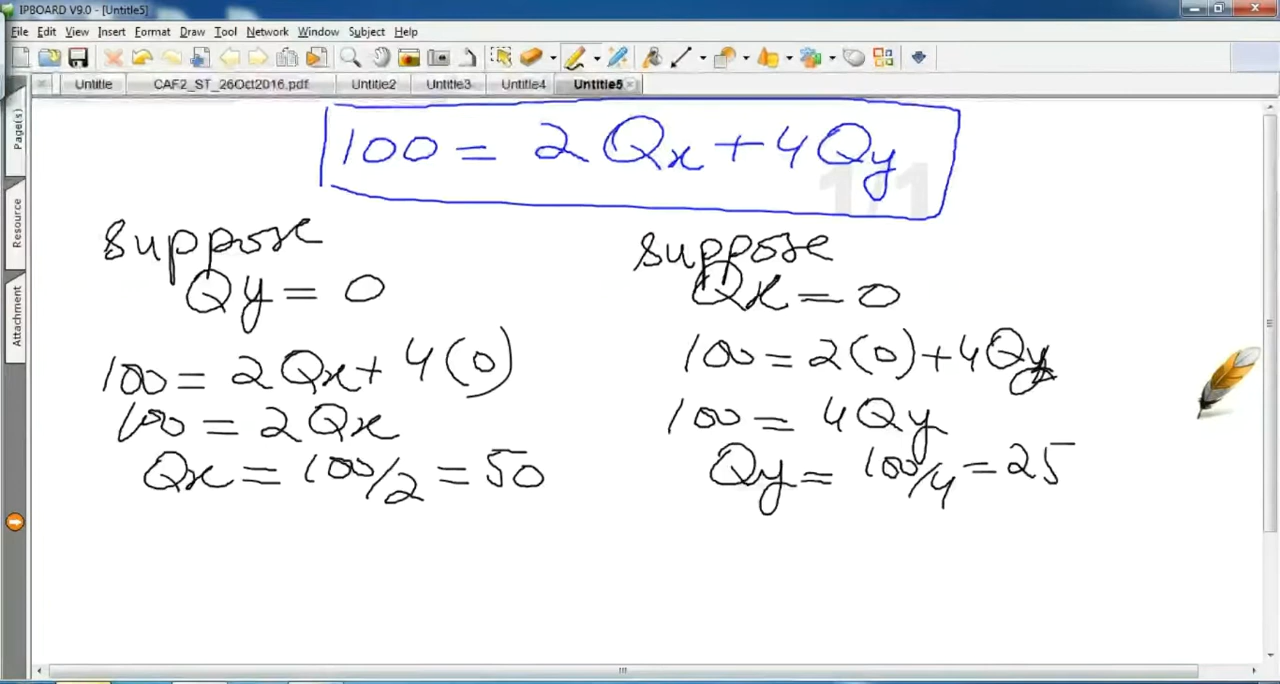 IPBOARD V9.0 - [Untitle5]
File Edit View Insert Format Draw Tool Network Window Subject Help
Untitle CAF2_ST_26Oct2016.pdf Untitle2 Untitle3 Untitle4 Untitle5
Page(s)
Resource
Attachment
1/1
100 = 2Qx + 4Qy
Suppose
Qy = 0
100 = 2Qx + 4(0)
100 = 2Qx
Qx = 100/2 = 50
Suppose
Qx = 0
100 = 2(0) + 4Qy
100 = 4Qy
Qy = 100/4 = 25